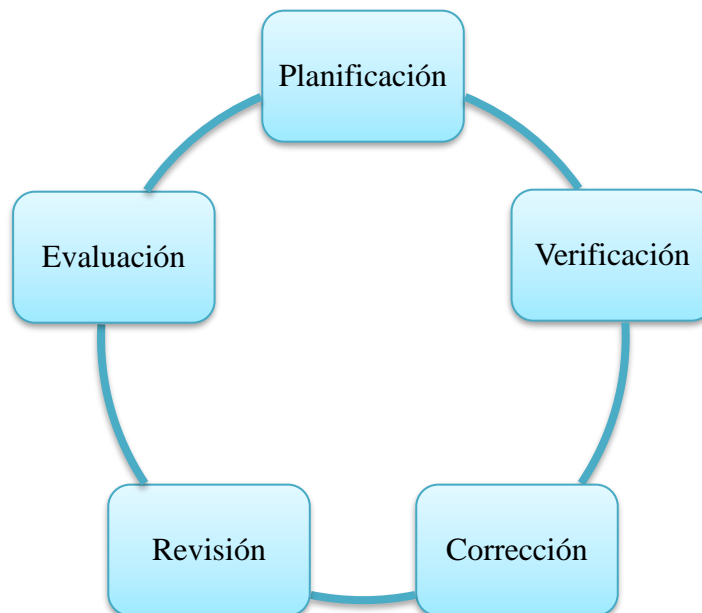 Planificación
Verificación
Corrección
Revisión
Evaluación